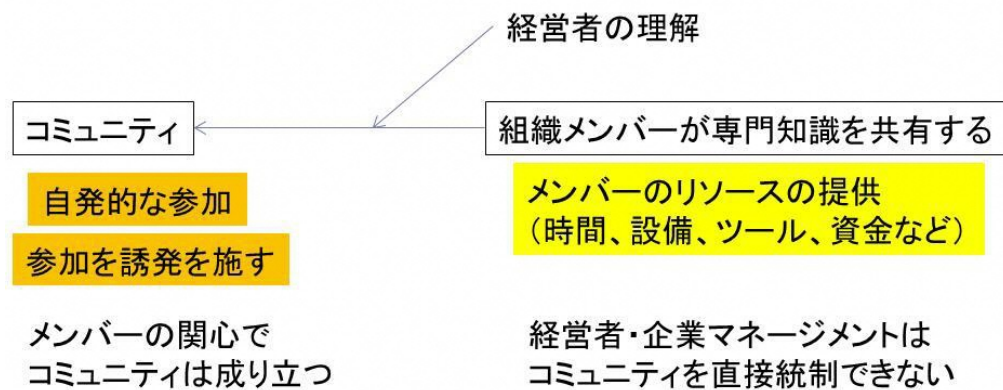 経営者の理解
コミュニティ
組織メンバーが専門知識を共有する
自発的な参加
参加を誘発を施す
メンバーのリソースの提供
（時間、設備、ツール、資金など）
メンバーの関心で
コミュニティは成り立つ
経営者・企業マネージメントは
コミュニティを直接統制できない